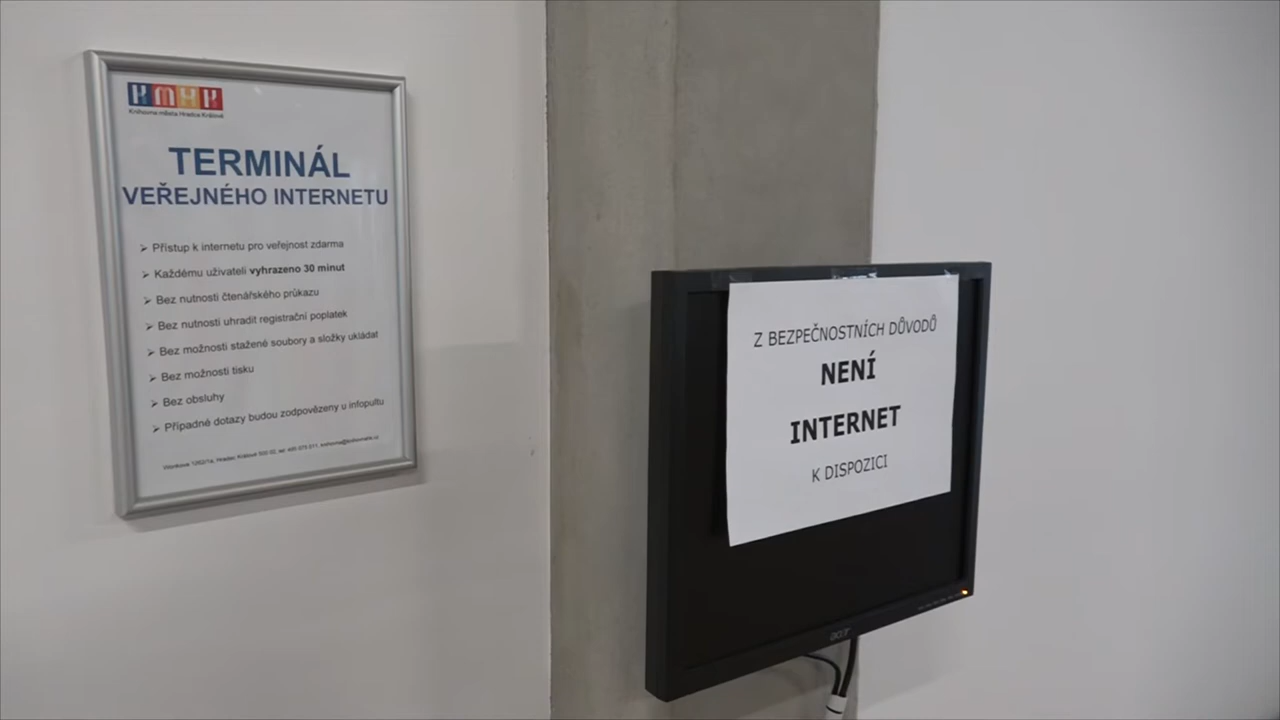 KMHK
Knihovna města Hradce Králové
TERMINÁL
VEŘEJNÉHO INTERNETU
Přístup k internetu pro veřejnost zdarma
Každému uživateli vyhrazeno 30 minut
Bez nutnosti čtenářského průkazu
Bez nutnosti uhradit registrační poplatek
Bez možnosti stažené soubory a složky ukládat
Bez možnosti tisku
Bez obsluhy
Případné dotazy budou zodpovězeny u infopultu
Z BEZPEČNOSTNÍCH DŮVODŮ
NENÍ
INTERNET
K DISPOZICI
acer